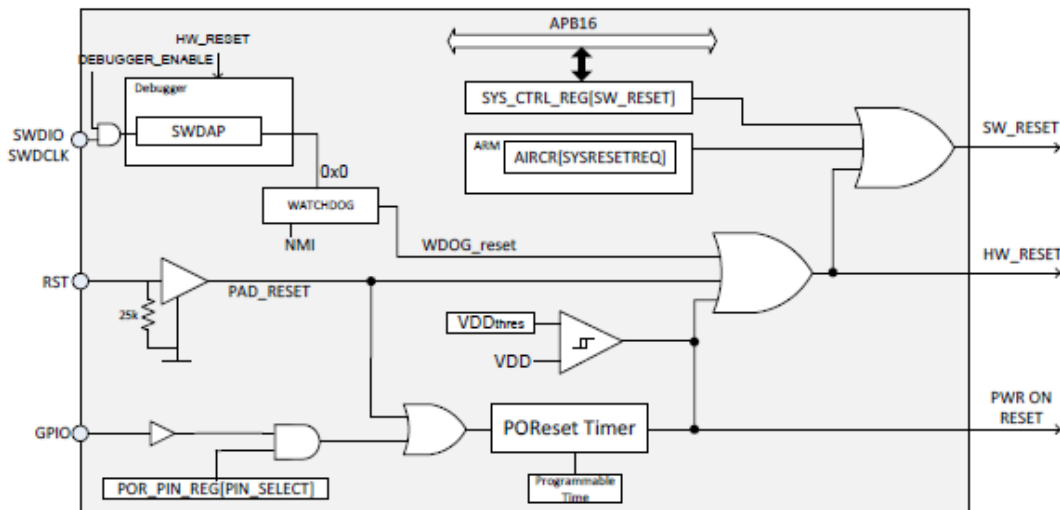 APB16
HW_RESET
DEBUGGER_ENABLE
Debugger
SWDAP
SYS_CTRL_REG[SW_RESET]
SW_RESET
SWDIO
SWDCLK
ARM
AIRCR[SYSRESETREQ]
0x0
WATCHDOG
NMI
WDOG_reset
HW_RESET
RST
PAD_RESET
25k
VDDthres
VDD
PWR ON
RESET
GPIO
POReset Timer
POR_PIN_REG[PIN_SELECT]
Programmable
Time